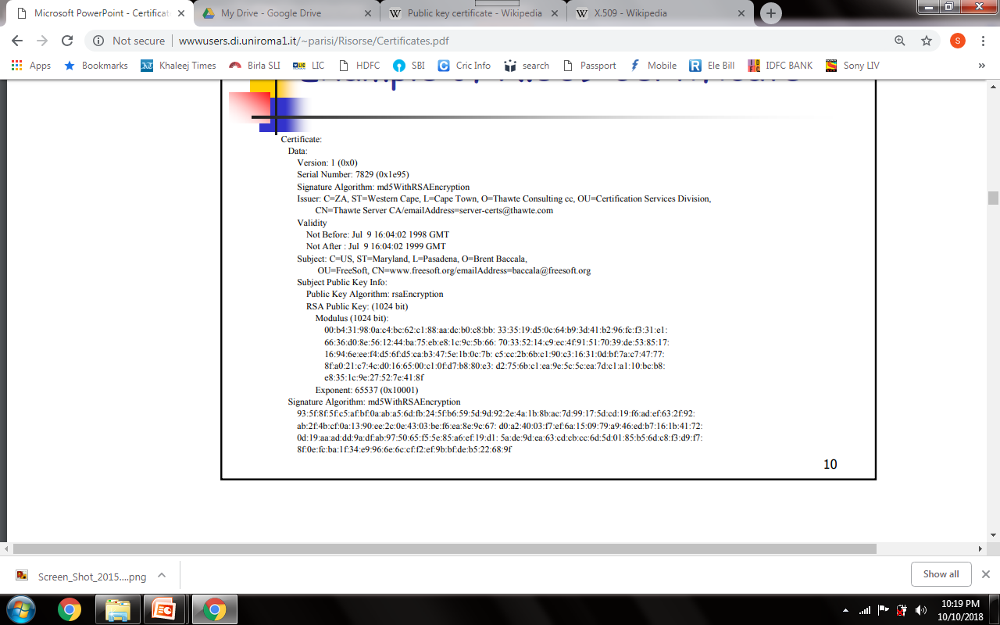 Microsoft PowerPoint - Certificat
My Drive - Google Drive
Public key certificate - Wikipedia
X.509 - Wikipedia
Not secure | wwwusers.di.uniroma1.it/~parisi/Risorse/Certificates.pdf
Apps Bookmarks Khaleej Times Birla SLI LIC HDFC SBI Cric Info search Passport Mobile Ele Bill IDFC BANK Sony LIV »
Certificate:
Data:
Version: 1 (0x0)
Serial Number: 7829 (0x1e95)
Signature Algorithm: md5WithRSAEncryption
Issuer: C=ZA, ST=Western Cape, L=Cape Town, O=Thawte Consulting cc, OU=Certification Services Division,
CN=Thawte Server CA/emailAddress=server-certs@thawte.com
Validity
Not Before: Jul  9 16:04:02 1998 GMT
Not After : Jul  9 16:04:02 1999 GMT
Subject: C=US, ST=Maryland, L=Pasadena, O=Brent Baccala,
OU=FreeSoft, CN=www.freesoft.org/emailAddress=baccala@freesoft.org
Subject Public Key Info:
Public Key Algorithm: rsaEncryption
RSA Public Key: (1024 bit)
Modulus (1024 bit):
00:b4:31:98:0a:c4:bc:62:c1:88:aa:dc:b0:c8:bb: 33:35:19:d5:0c:64:b9:3d:41:b2:96:fc:f3:31:e1:
66:36:d0:8e:56:12:44:ba:75:eb:e8:1c:9c:5b:66: 70:33:52:14:c9:ec:4f:91:51:70:39:de:53:85:17:
16:94:6e:ee:f4:d5:6f:d5:ca:b3:47:5e:1b:0c:7b: c5:cc:2b:6b:c1:90:c3:16:31:0d:bf:7a:c7:47:77:
8f:a0:21:c7:4c:d0:16:65:00:c1:0f:d7:b8:80:e3: d2:75:6b:c1:ea:9e:5c:5c:ea:7d:c1:a1:10:bc:b8:
e8:35:1c:9e:27:52:7e:41:8f
Exponent: 65537 (0x10001)
Signature Algorithm: md5WithRSAEncryption
93:5f:8f:5f:c5:af:bf:0a:ab:a5:6d:fb:24:5f:b6:59:5d:9d:92:2e:4a:1b:8b:ac:7d:99:17:5d:cd:19:f6:ad:ef:63:2f:92:
ab:2f:4b:cf:0a:13:90:ee:2c:0e:43:03:be:f6:ea:8e:9c:67: d0:a2:40:03:f7:ef:6a:15:09:79:a9:46:ed:b7:16:1b:41:72:
0d:19:aa:ad:dd:9a:df:ab:97:50:65:f5:5e:85:a6:ef:19:d1: 5a:de:9d:ea:63:cd:cb:cc:6d:5d:01:85:b5:6d:c8:f3:d9:f7:
8f:0e:fc:ba:1f:34:e9:96:6e:6c:cf:f2:ef:9b:bf:de:b5:22:68:9f
10
Screen_Shot_2015....png
Show all
10:19 PM
10/10/2018